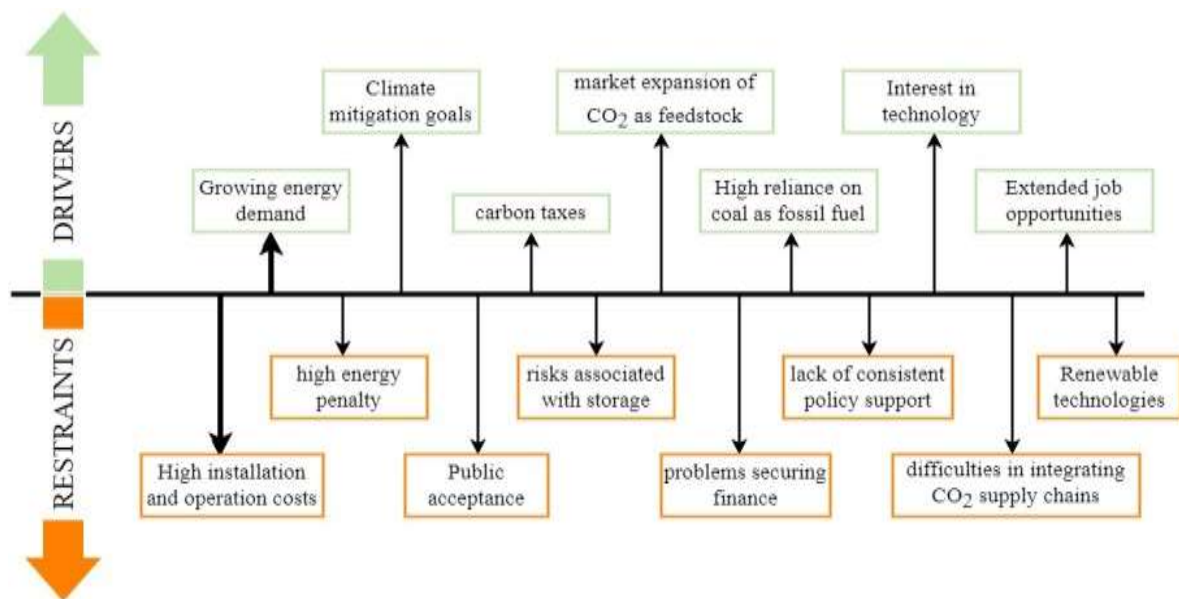 DRIVERS
Climate
mitigation goals
market expansion of
CO2 as feedstock
Interest in
technology
Growing energy
demand
carbon taxes
High reliance on
coal as fossil fuel
Extended job
opportunities
RESTRAINTS
high energy
penalty
risks associated
with storage
lack of consistent
policy support
Renewable
technologies
High installation
and operation costs
Public
acceptance
problems securing
finance
difficulties in integrating
CO2 supply chains